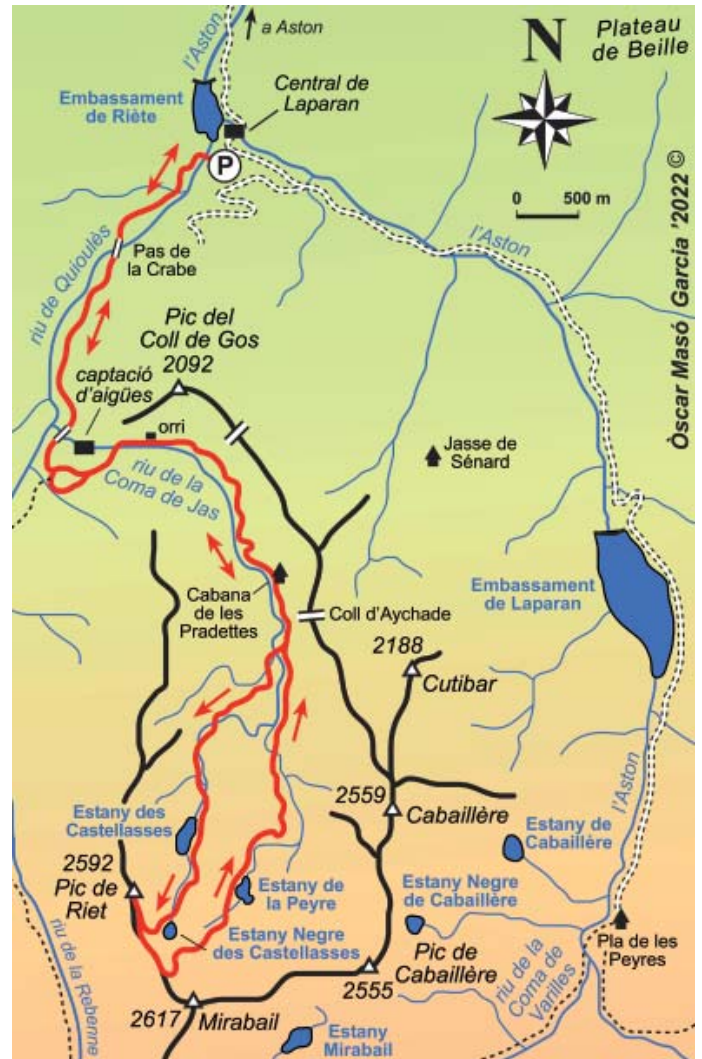 l'Aston
a Aston
N
Plateau
de Beille
Embassament
de Riète
Central de
Laparan
P
0 500 m
l'Aston
Òscar Masó Garcia '2022 ©
riu de Quioulès
Pas de
la Crabe
Pic del
Coll de Gos
2092
captació
d'aigües
orri
Jasse de
Sénard
riu de la
Coma de Jas
Embassament
de Laparan
Cabana
de les
Pradettes
Coll d'Aychade
2188
Cutibar
l'Aston
2559
Cabaillère
Estany des
Castellasses
Estany de
Cabaillère
2592
Pic de
Riet
Estany de
la Peyre
Estany Negre
de Cabaillère
Estany Negre
des Castellasses
Pic de
Cabaillère
2555
riu de la
Coma de
Varilles
Pla de les
Peyres
riu de la Rebenne
2617
Mirabail
Estany
Mirabail